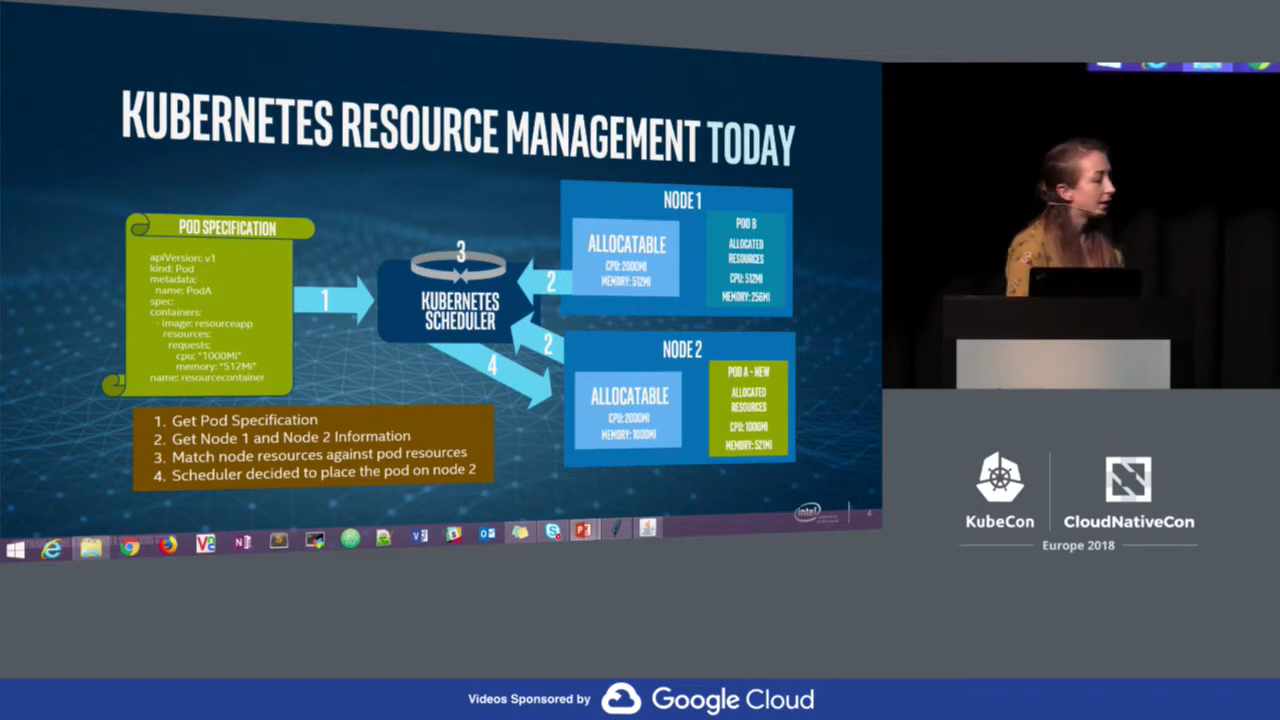 KUBERNETES RESOURCE MANAGEMENT TODAY
POD SPECIFICATION
apiVersion: v1
kind: Pod
metadata;
name: PodA
spec:
containers:
- image: resourceapp
resources:
requests:
cpu: "1000Mi"
memory: "512Mi"
name: resourcecontainer
1
3
KUBERNETES
SCHEDULER
2
2
4
NODE 1
ALLOCATABLE
CPU: 2000MI
MEMORY: 512MI
POD B
ALLOCATED
RESOURCES
CPU: 512MI
MEMORY: 256MI
NODE 2
ALLOCATABLE
CPU: 2000MI
MEMORY: 1000MI
POD A - NEW
ALLOCATED
RESOURCES
CPU: 1000MI
MEMORY: 521MI
1. Get Pod Specification
2. Get Node 1 and Node 2 Information
3. Match node resources against pod resources
4. Scheduler decided to place the pod on node 2
intel
4
KubeCon
CloudNativeCon
Europe 2018
Videos Sponsored by
Google Cloud